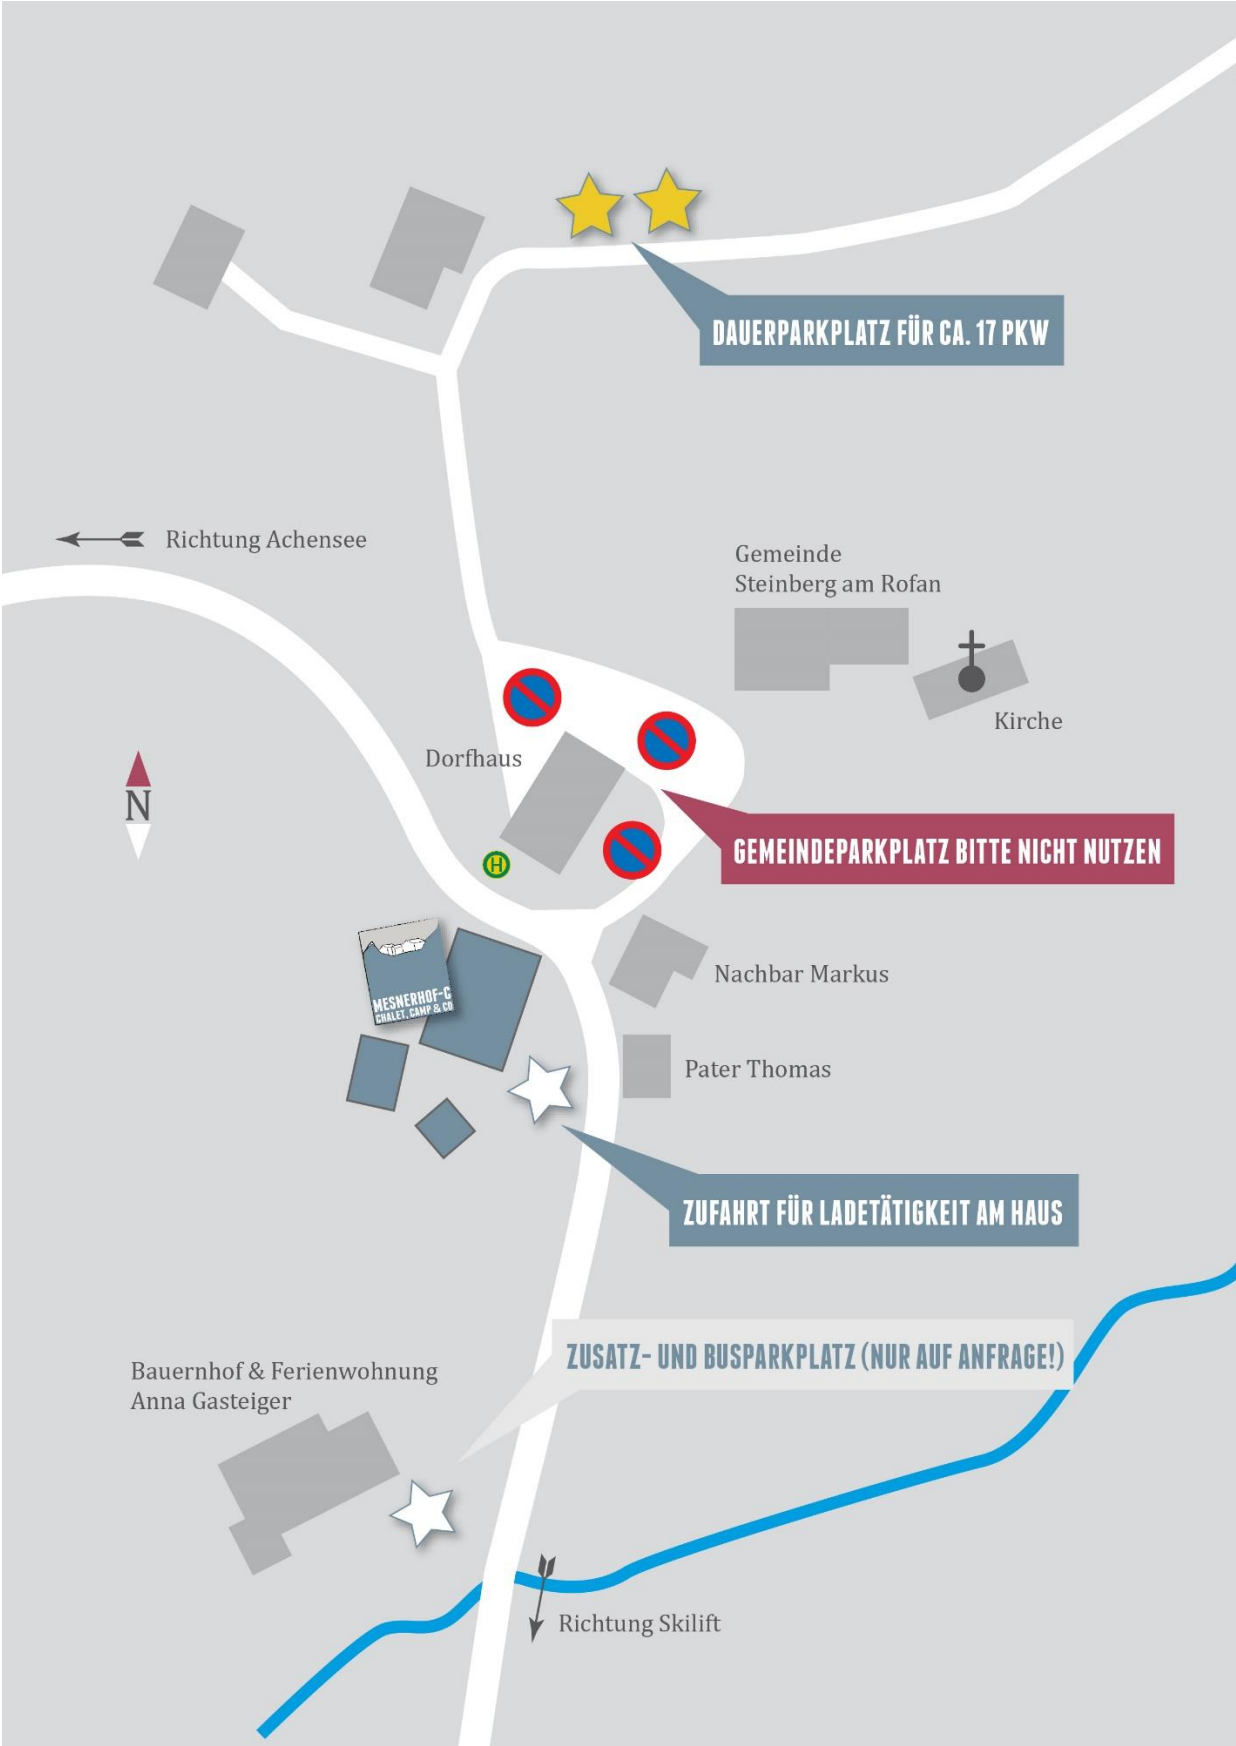 DAUERPARKPLATZ FÜR CA. 17 PKW
Richtung Achensee
Gemeinde
Steinberg am Rofan
Kirche
Dorfhaus
N
GEMEINDEPARKPLATZ BITTE NICHT NUTZEN
H
MESNERHOF-C
CHALET, CAMP & CO
Nachbar Markus
Pater Thomas
ZUFAHRT FÜR LADETÄTIGKEIT AM HAUS
ZUSATZ- UND BUSPARKPLATZ (NUR AUF ANFRAGE!)
Bauernhof & Ferienwohnung
Anna Gasteiger
Richtung Skilift